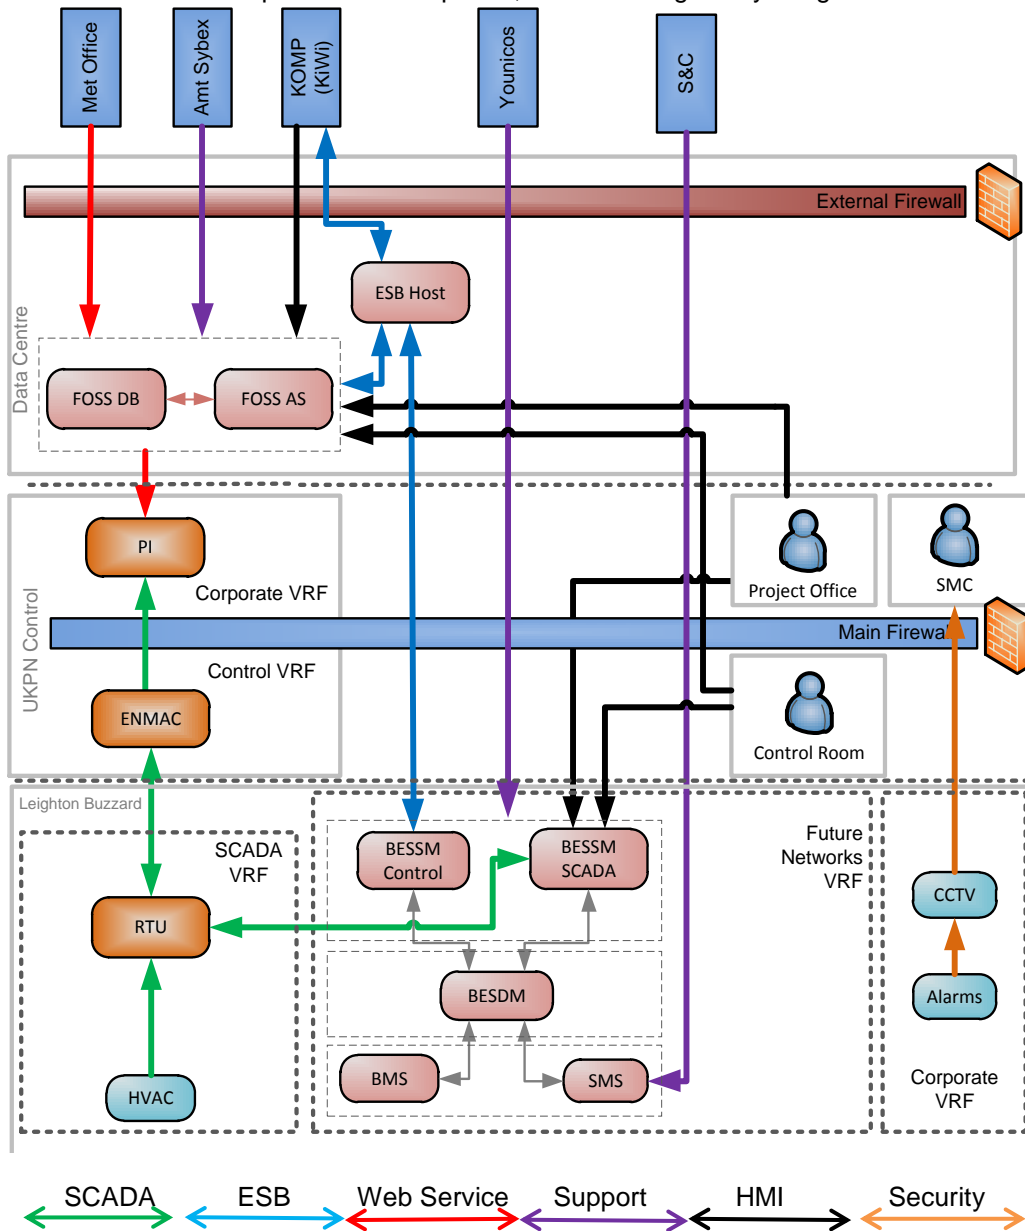 Met Office
Amt Sybex
KOMP
(KiWi)
Younicos
S&C
External Firewall
ESB Host
Data Centre
FOSS DB
FOSS AS
PI
Corporate VRF
Project Office
SMC
UKPN Control
Main Firewall
Control VRF
ENMAC
Control Room
Leighton Buzzard
SCADA
VRF
BESSM
Control
BESSM
SCADA
Future
Networks
VRF
CCTV
RTU
BESDM
Alarms
HVAC
BMS
SMS
Corporate
VRF
SCADA
ESB
Web Service
Support
HMI
Security